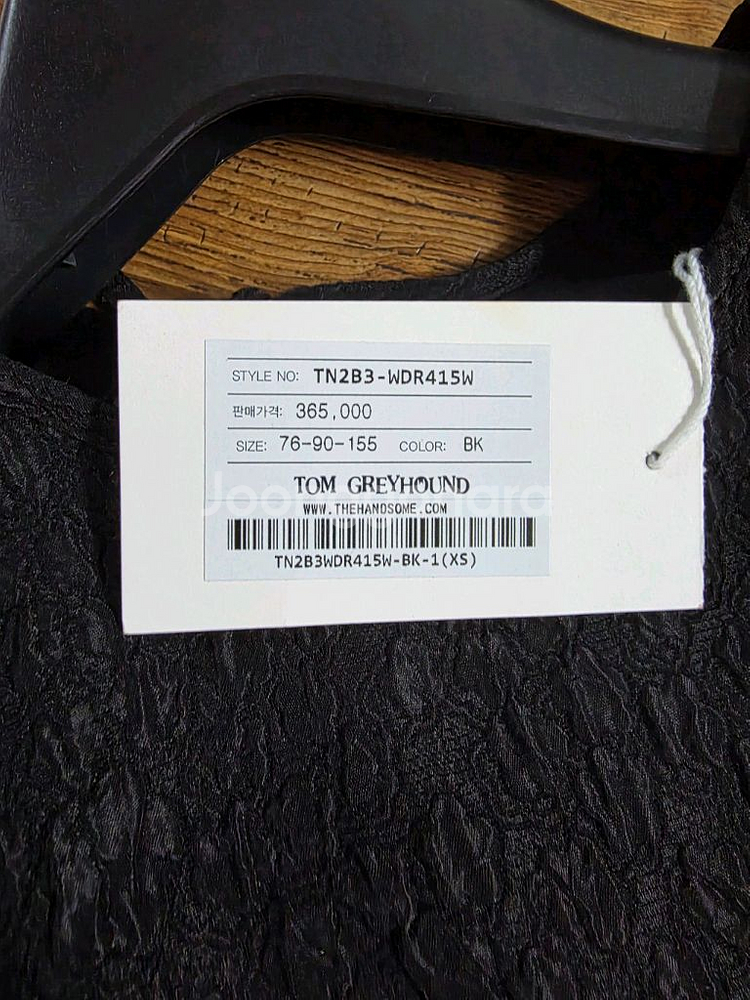 STYLE NO: TN2B3-WDR415W
판매가격: 365,000
SIZE: 76-90-155 COLOR: BK
TOM GREYHOUND
Joonggonara
WWW.THEHANDSOME.COM
TN2B3WDR415W-BK-1(XS)